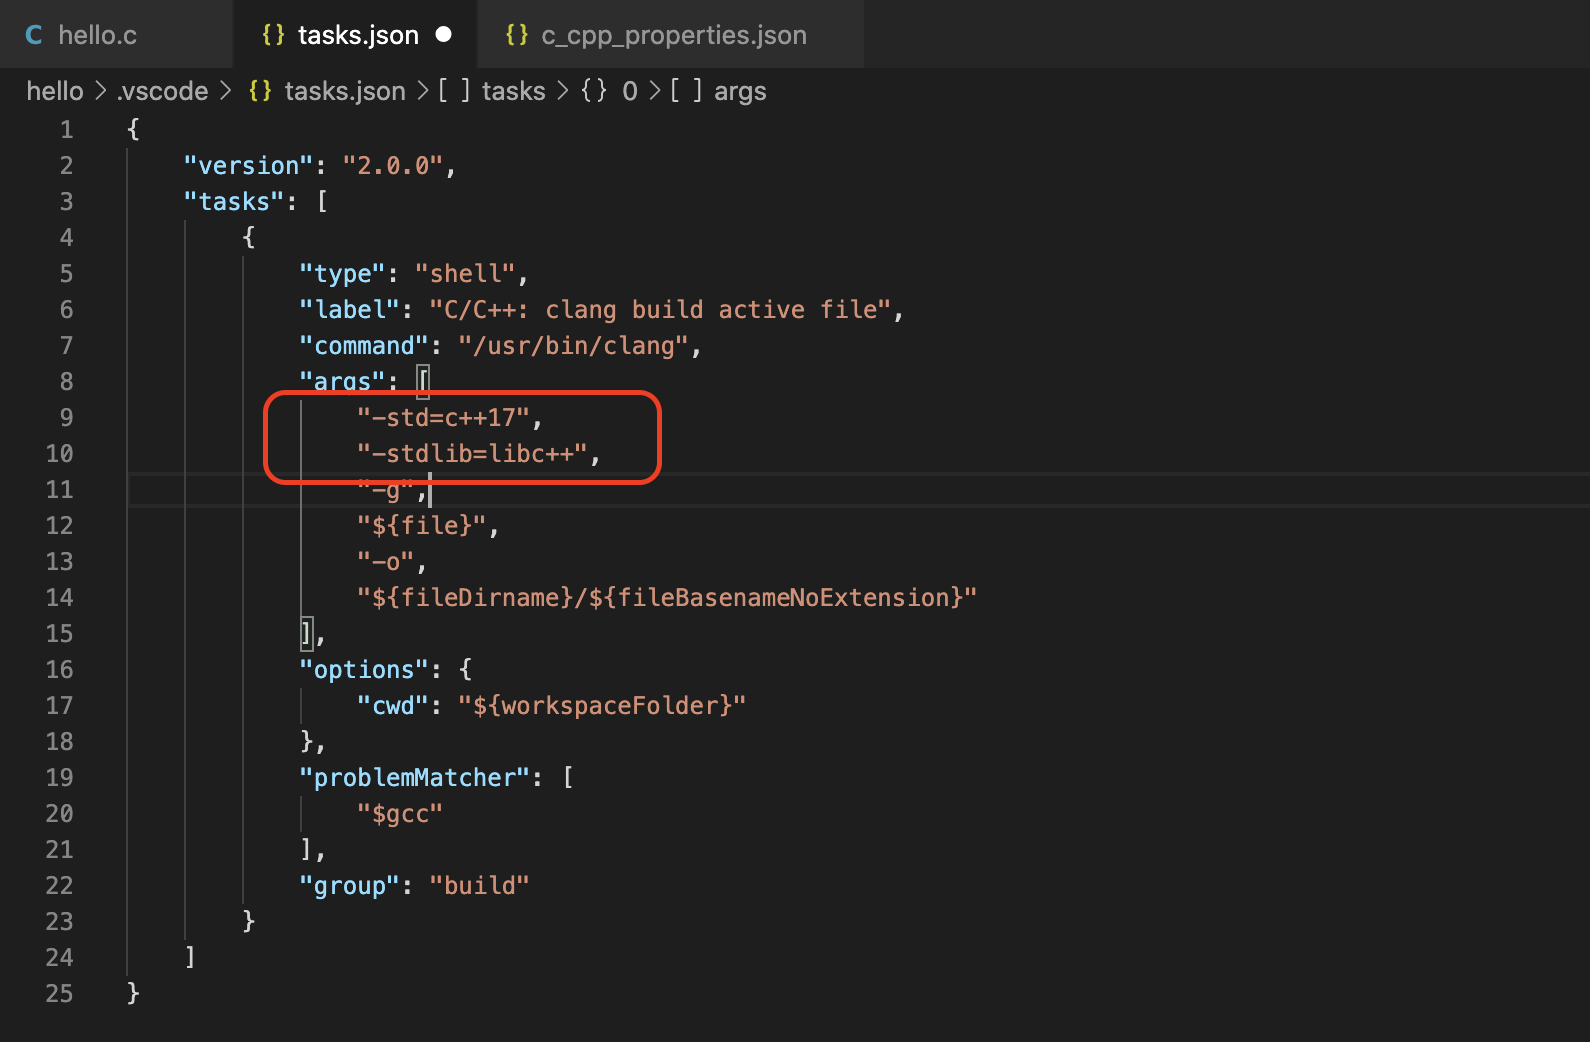 C hello.c {} tasks.json {} c_cpp_properties.json
hello > .vscode > {} tasks.json > [ ] tasks > {} 0 > [ ] args
1 {
2 "version": "2.0.0",
3 "tasks": [
4 {
5 "type": "shell",
6 "label": "C/C++: clang build active file",
7 "command": "/usr/bin/clang",
8 "args": [
9 "-std=c++17",
10 "-stdlib=libc++",
11 "-g",
12 "${file}",
13 "-o",
14 "${fileDirname}/${fileBasenameNoExtension}"
15 ],
16 "options": {
17 "cwd": "${workspaceFolder}"
18 },
19 "problemMatcher": [
20 "$gcc"
21 ],
22 "group": "build"
23 }
24 ]
25 }